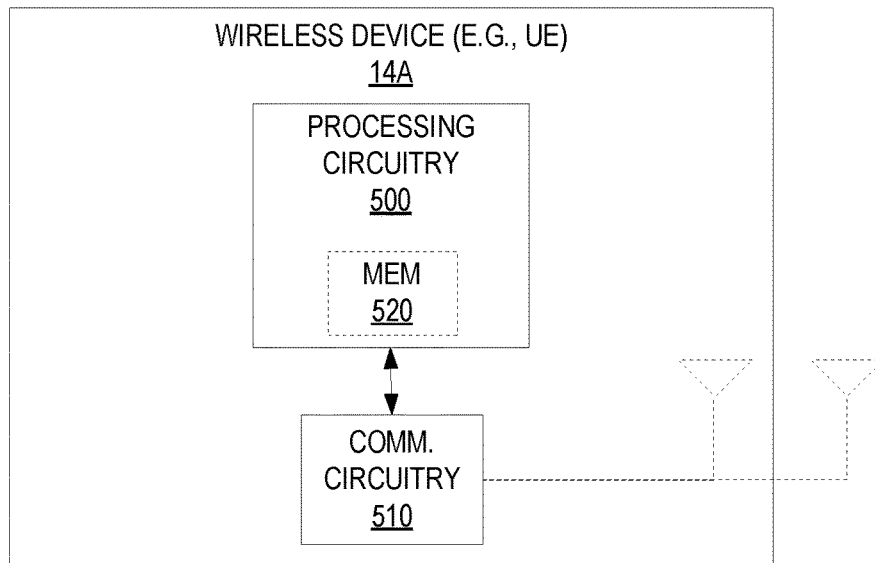 WIRELESS DEVICE (E.G., UE)
14A
PROCESSING
CIRCUITRY
500
MEM
520
COMM.
CIRCUITRY
510